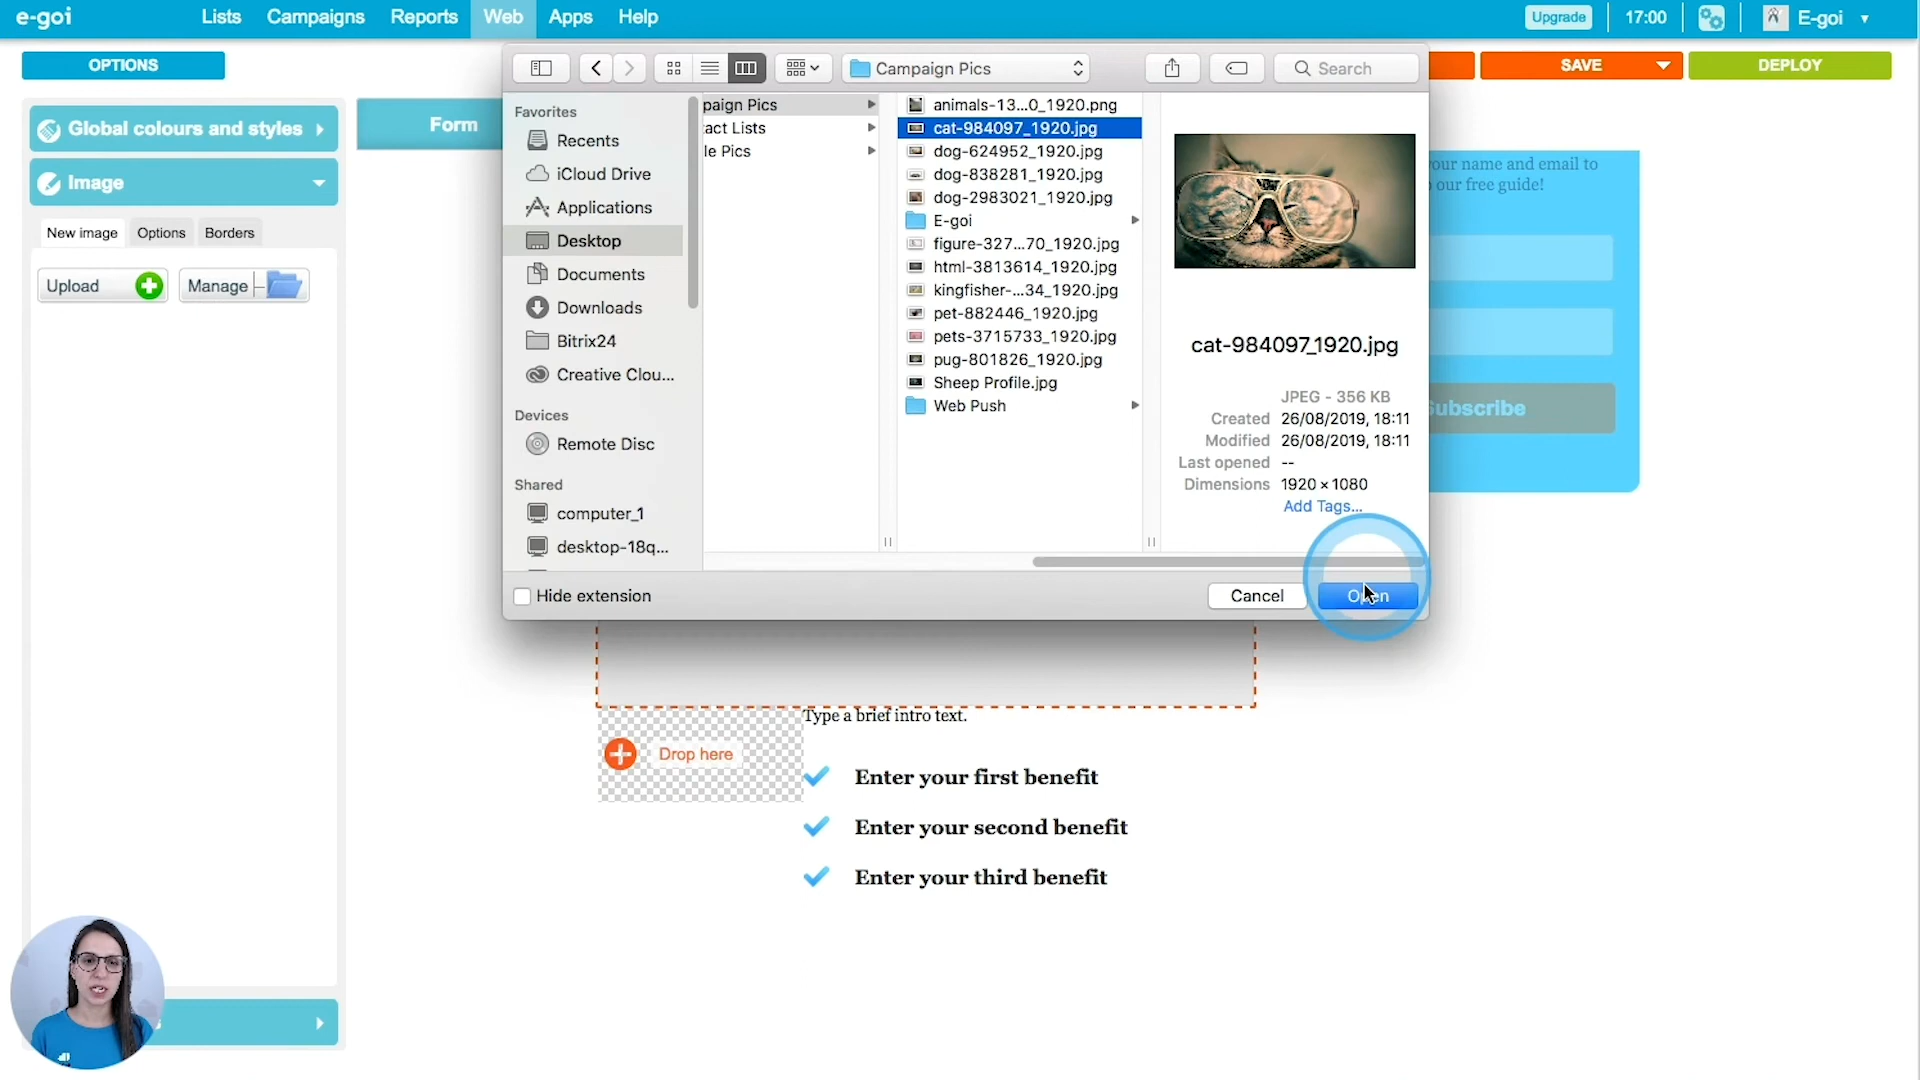 e-goi
Lists
Campaigns
Reports
Web
Apps
Help
Upgrade
17:00
E-goi
OPTIONS
SAVE
DEPLOY
Global colours and styles
Image
New image
Options
Borders
Upload
Manage
Form
Campaign Pics
Search
Favorites
Recents
iCloud Drive
Applications
Desktop
Documents
Downloads
Bitrix24
Creative Clou...
Devices
Remote Disc
Shared
computer_1
desktop-18q...
paign Pics
tact Lists
le Pics
animals-13...0_1920.png
cat-984097_1920.jpg
dog-624952_1920.jpg
dog-838281_1920.jpg
dog-2983021_1920.jpg
E-goi
figure-327...70_1920.jpg
html-3813614_1920.jpg
kingfisher-...34_1920.jpg
pet-882446_1920.jpg
pets-3715733_1920.jpg
pug-801826_1920.jpg
Sheep Profile.jpg
Web Push
cat-984097_1920.jpg
JPEG - 356 KB
Created 26/08/2019, 18:11
Modified 26/08/2019, 18:11
Last opened --
Dimensions 1920 × 1080
Add Tags...
Hide extension
Cancel
Open
your name and email to
our free guide!
Subscribe
Drop here
Type a brief intro text.
Enter your first benefit
Enter your second benefit
Enter your third benefit